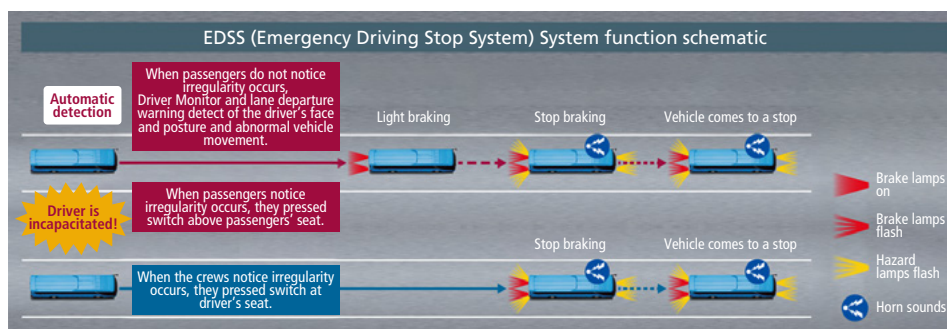 EDSS (Emergency Driving Stop System) System function schematic
Automatic
detection
When passengers do not notice
irregularity occurs,
Driver Monitor and lane departure
warning detect of the driver's face
and posture and abnormal vehicle
movement.
Light braking
Stop braking
Vehicle comes to a stop
Driver is
incapacitated!
When passengers notice
irregularity occurs, they pressed
switch above passengers' seat.
When the crews notice irregularity
occurs, they pressed switch at
driver's seat.
Stop braking
Vehicle comes to a stop
Brake lamps
on
Brake lamps
flash
Hazard
lamps flash
Horn sounds